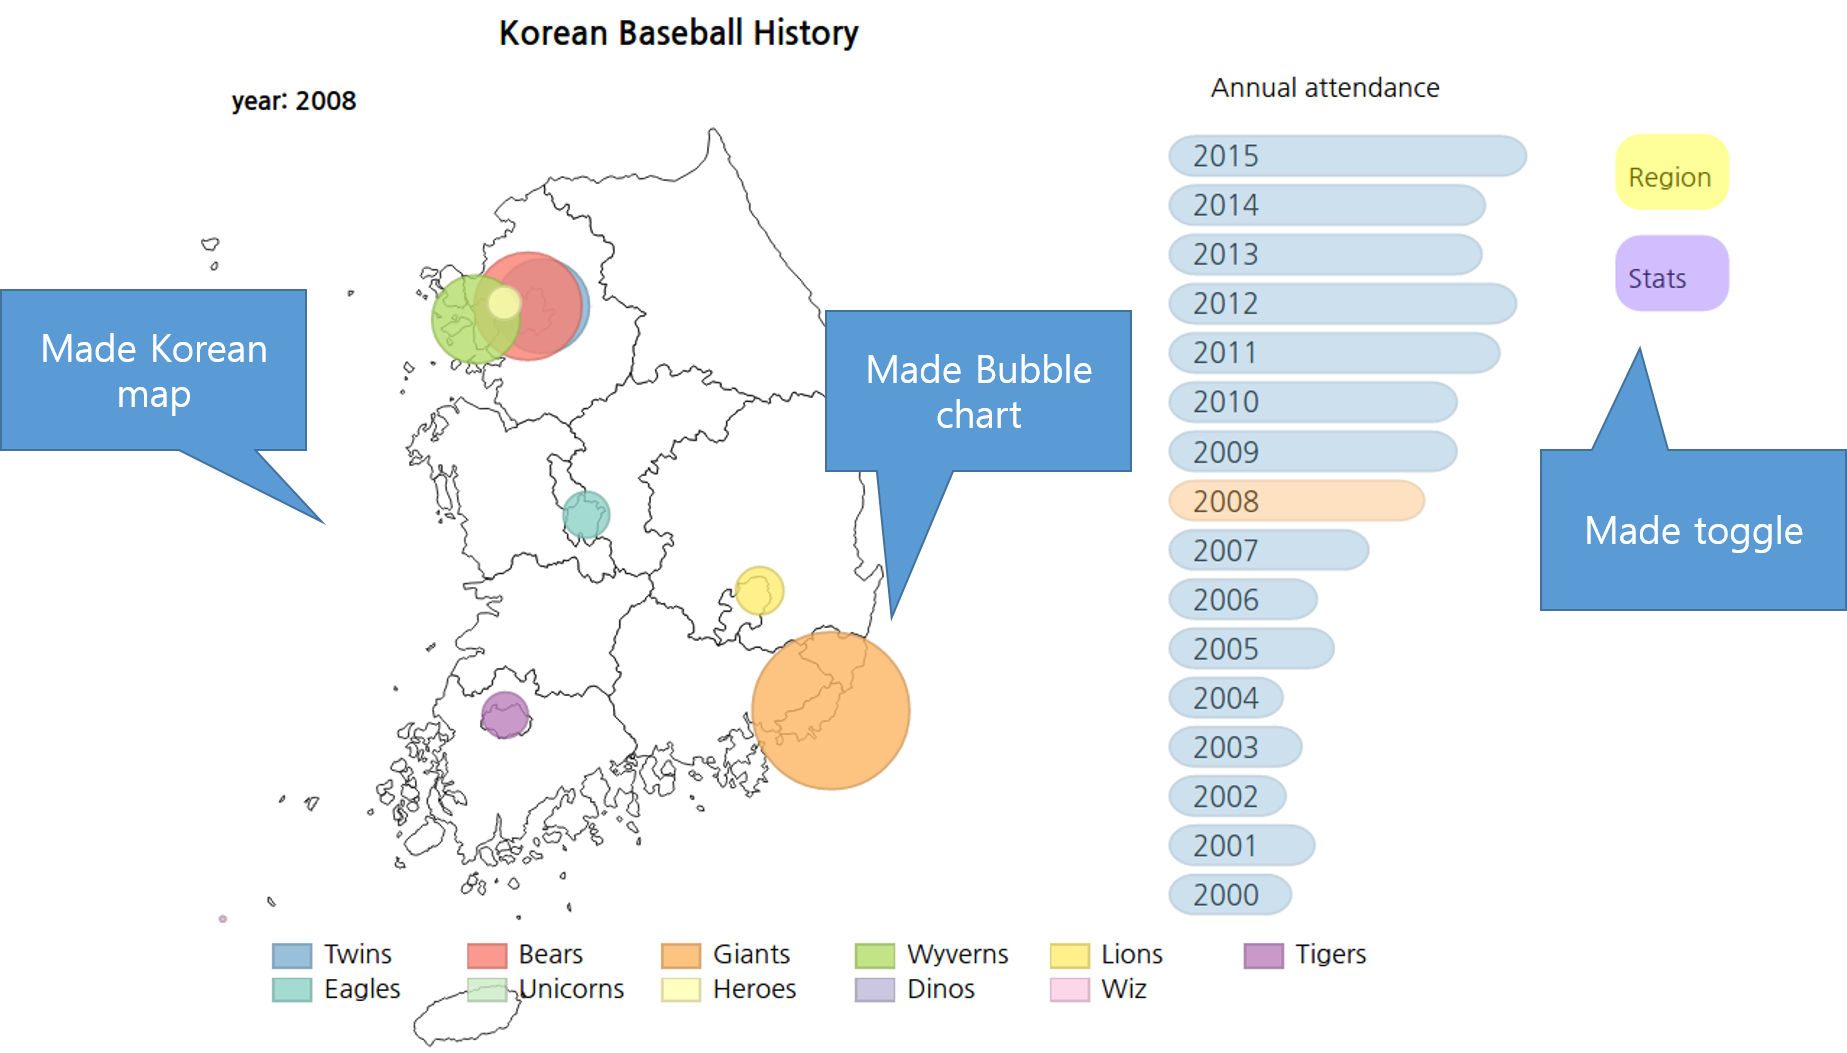 Korean Baseball History
year: 2008
Annual attendance
2015
2014
2013
2012
2011
2010
2009
2008
2007
2006
2005
2004
2003
2002
2001
2000
Region
Stats
Made Korean
map
Made Bubble
chart
Made toggle
Twins
Bears
Giants
Wyverns
Lions
Tigers
Eagles
Unicorns
Heroes
Dinos
Wiz